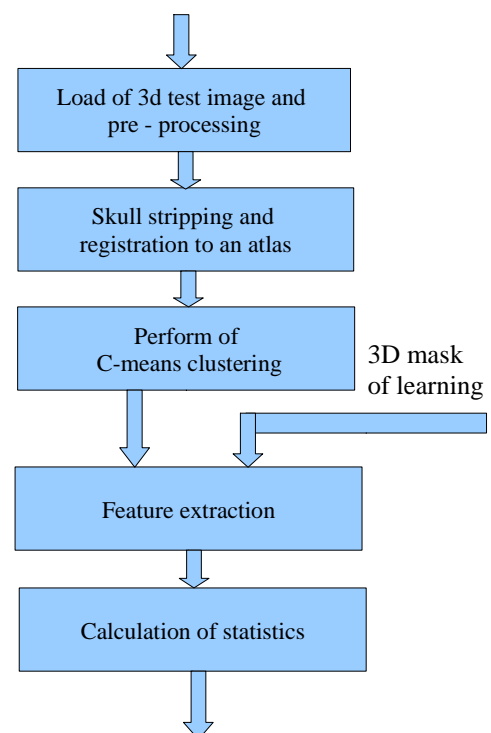 Load of 3d test image and
pre - processing
Skull stripping and
registration to an atlas
Perform of
C-means clustering
3D mask
of learning
Feature extraction
Calculation of statistics